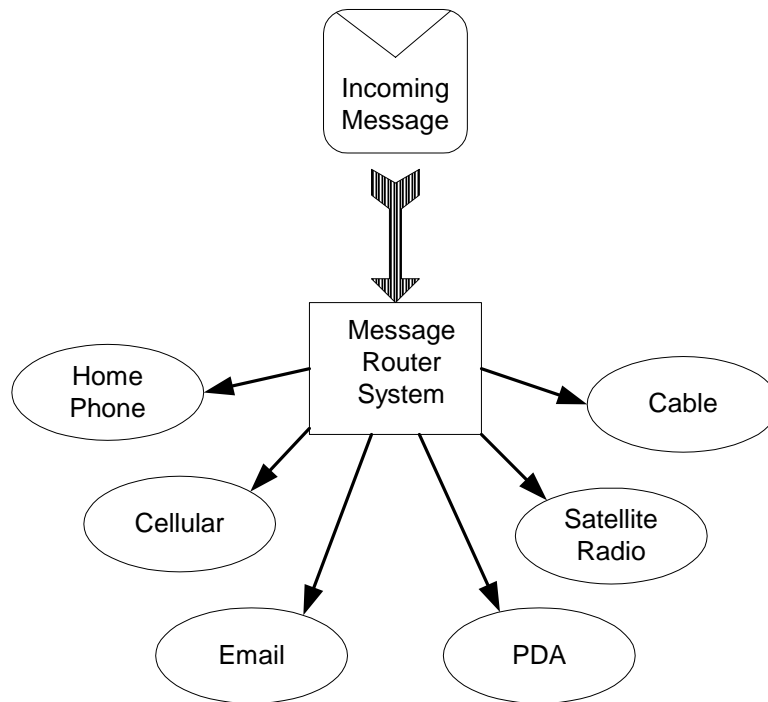 Incoming
Message
Message
Router
System
Home
Phone
Cable
Cellular
Satellite
Radio
Email
PDA